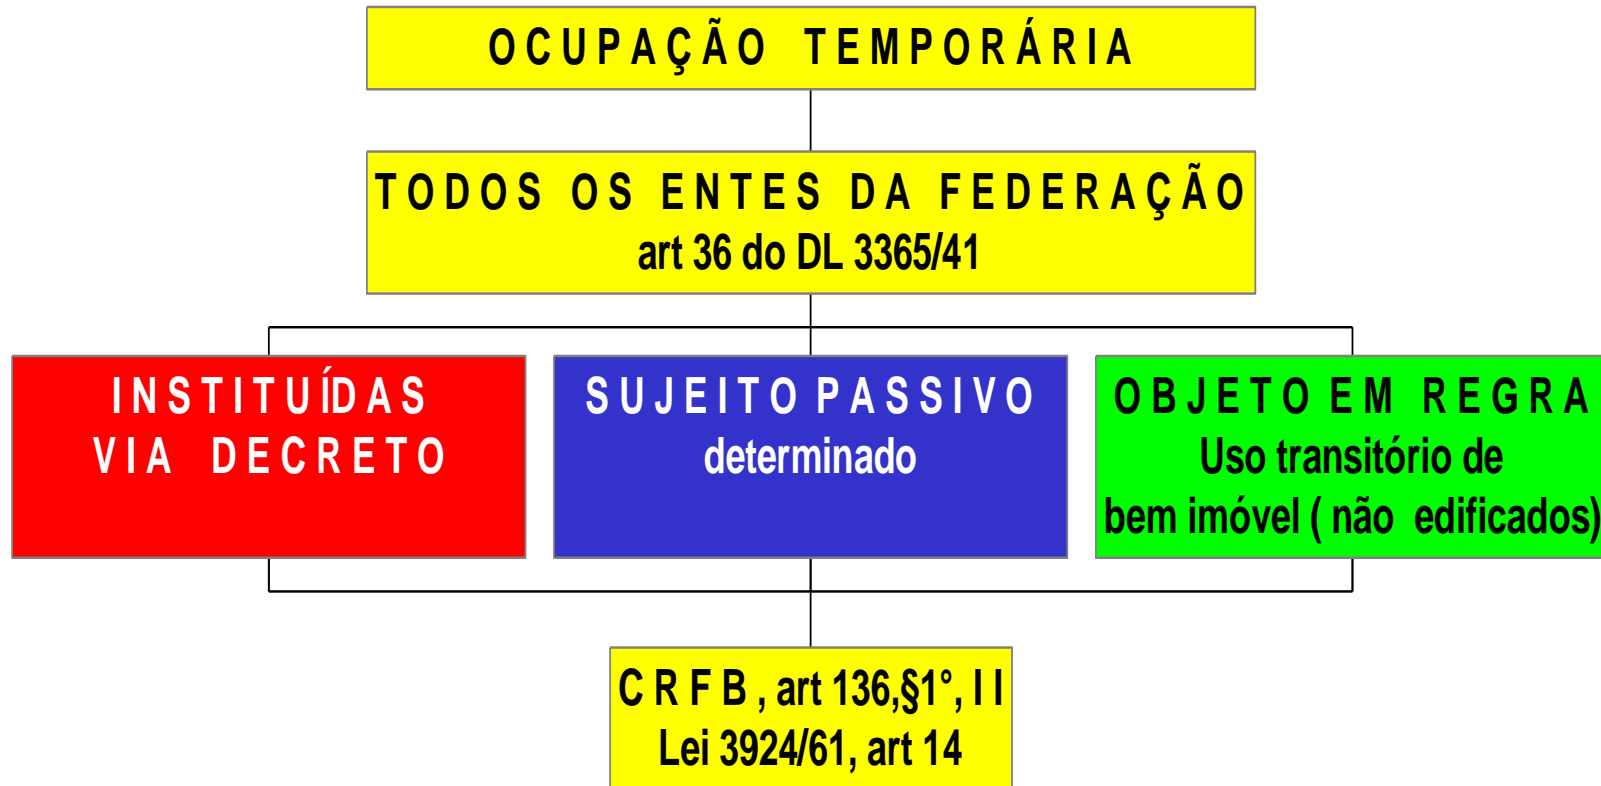 OCUPAÇÃO TEMPORÁRIA
TODOS OS ENTES DA FEDERAÇÃO
art 36 do DL 3365/41
INSTITUÍDAS
VIA DECRETO
SUJEITO PASSIVO
determinado
OBJETO EM REGRA
Uso transitório de
bem imóvel ( não edificados)
CRFB, art 136,§1°, II
Lei 3924/61, art 14